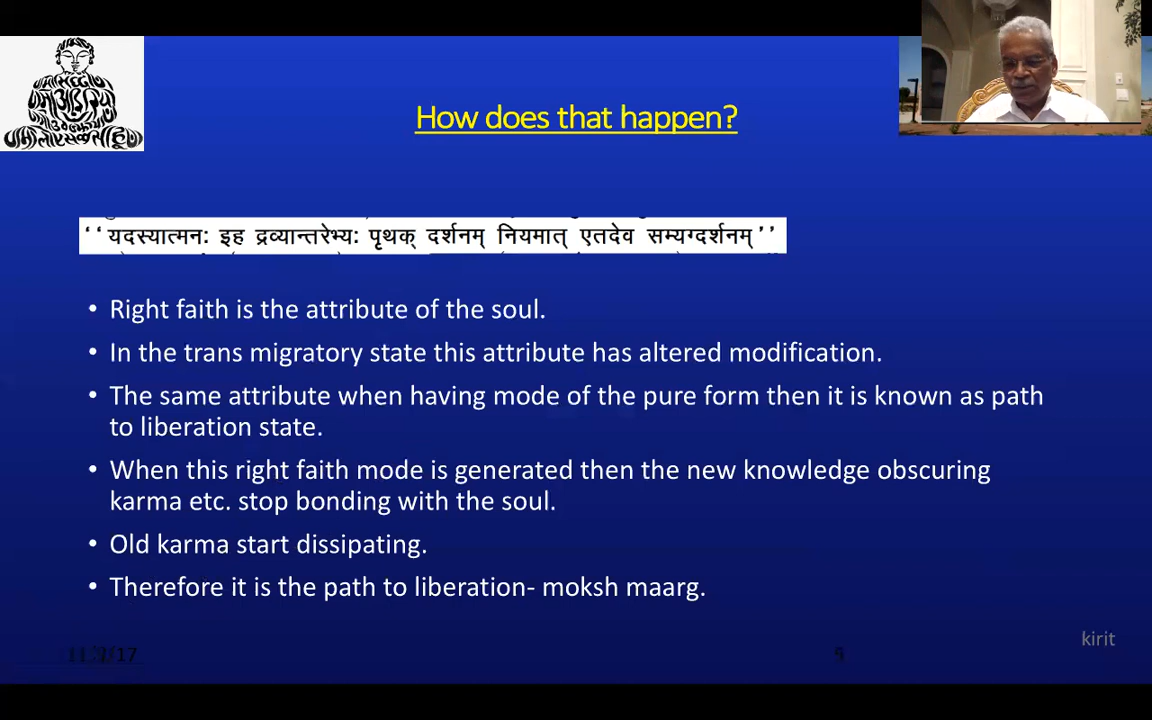 How does that happen?
‘‘यदस्यात्मनः इह द्रव्यान्तरेभ्यः पृथक् दर्शनम् नियमात् एतदेव सम्यग्दर्शनम्’’
• Right faith is the attribute of the soul.
• In the trans migratory state this attribute has altered modification.
• The same attribute when having mode of the pure form then it is known as path
to liberation state.
• When this right faith mode is generated then the new knowledge obscuring
karma etc. stop bonding with the soul.
• Old karma start dissipating.
• Therefore it is the path to liberation- moksh maarg.
kirit